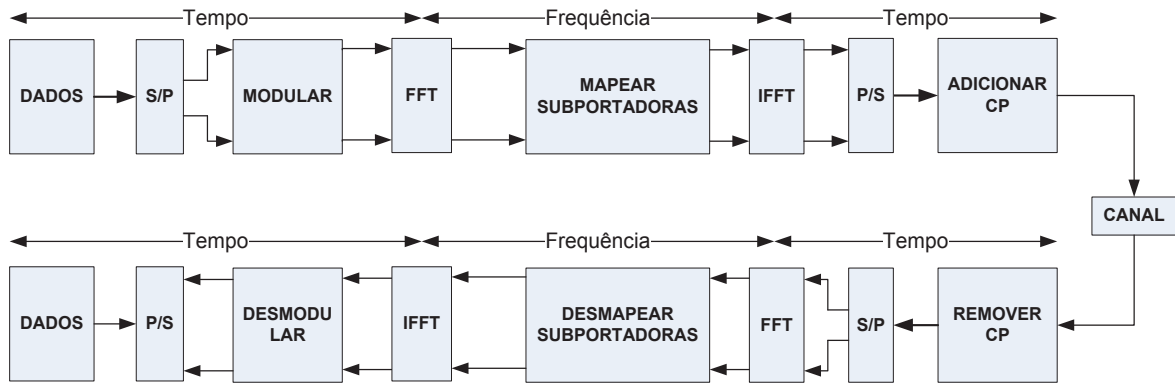 Tempo Frequência Tempo
DADOS S/P MODULAR FFT MAPEAR SUBPORTADORAS IFFT P/S ADICIONAR CP
CANAL
Tempo Frequência Tempo
DADOS P/S DESMODU
LAR IFFT DESMAPEAR
SUBPORTADORAS FFT S/P REMOVER
CP